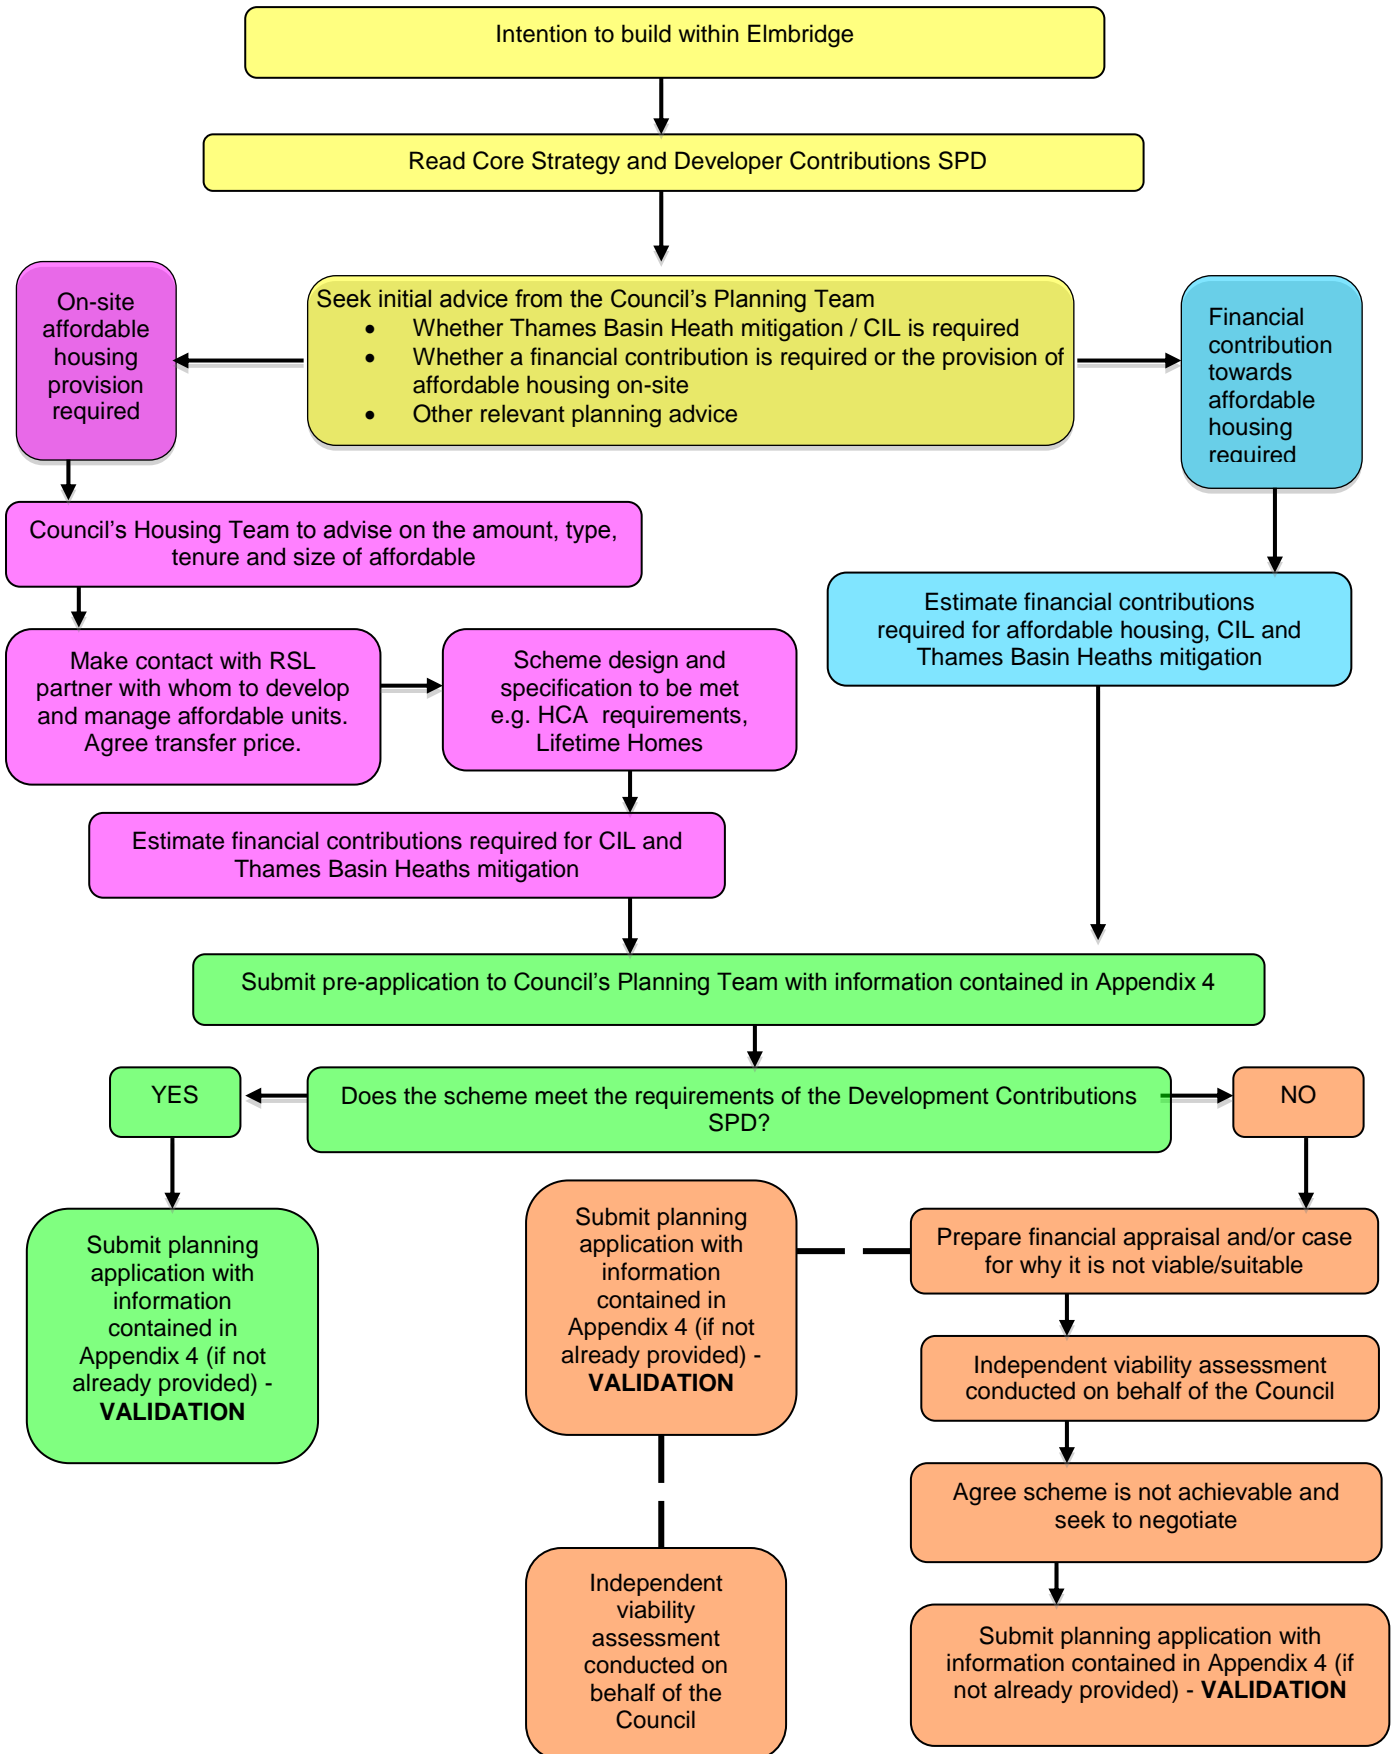 Intention to build within Elmbridge
Read Core Strategy and Developer Contributions SPD
On-site
affordable
housing
provision
required
Seek initial advice from the Council's Planning Team
• Whether Thames Basin Heath mitigation / CIL is required
• Whether a financial contribution is required or the provision of
affordable housing on-site
• Other relevant planning advice
Financial
contribution
towards
affordable
housing
required
Council's Housing Team to advise on the amount, type,
tenure and size of affordable
Estimate financial contributions
required for affordable housing, CIL and
Thames Basin Heaths mitigation
Make contact with RSL
partner with whom to develop
and manage affordable units.
Agree transfer price.
Scheme design and
specification to be met
e.g. HCA requirements,
Lifetime Homes
Estimate financial contributions required for CIL and
Thames Basin Heaths mitigation
Submit pre-application to Council's Planning Team with information contained in Appendix 4
YES
Does the scheme meet the requirements of the Development Contributions
SPD?
NO
Submit planning
application with
information
contained in
Appendix 4 (if not
already provided) -
VALIDATION
Submit planning
application with
information
contained in
Appendix 4 (if not
already provided) -
VALIDATION
Prepare financial appraisal and/or case
for why it is not viable/suitable
Independent viability assessment
conducted on behalf of the Council
Agree scheme is not achievable and
seek to negotiate
Independent
viability
assessment
conducted on
behalf of the
Council
Submit planning application with
information contained in Appendix 4 (if
not already provided) - VALIDATION